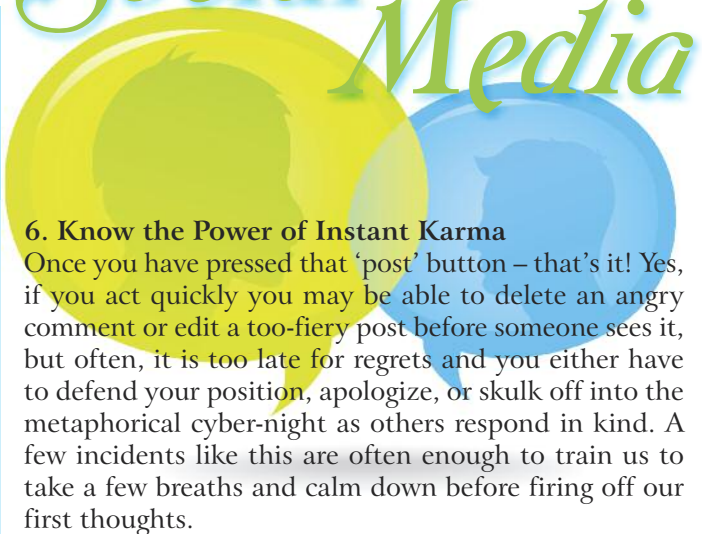 Media
6. Know the Power of Instant Karma
Once you have pressed that ‘post’ button – that’s it! Yes,
if you act quickly you may be able to delete an angry
comment or edit a too-fiery post before someone sees it,
but often, it is too late for regrets and you either have
to defend your position, apologize, or skulk off into the
metaphorical cyber-night as others respond in kind. A
few incidents like this are often enough to train us to
take a few breaths and calm down before firing off our
first thoughts.